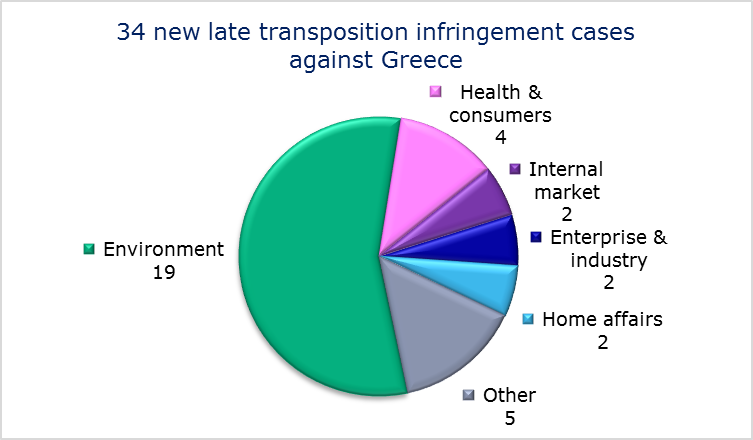 34 new late transposition infringement cases
against Greece
Health &
consumers
4
Internal
market
2
Enterprise &
industry
2
Home affairs
2
Other
5
Environment
19